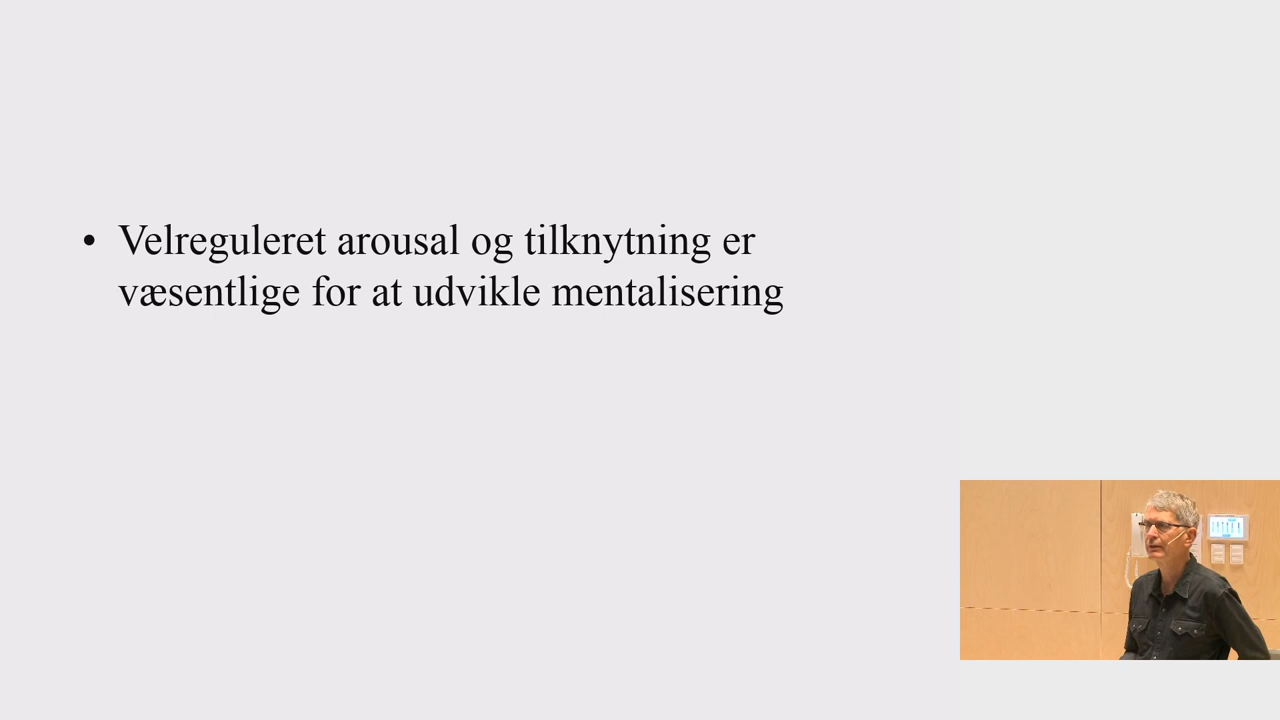 • Velreguleret arousal og tilknytning er
væsentlige for at udvikle mentalisering